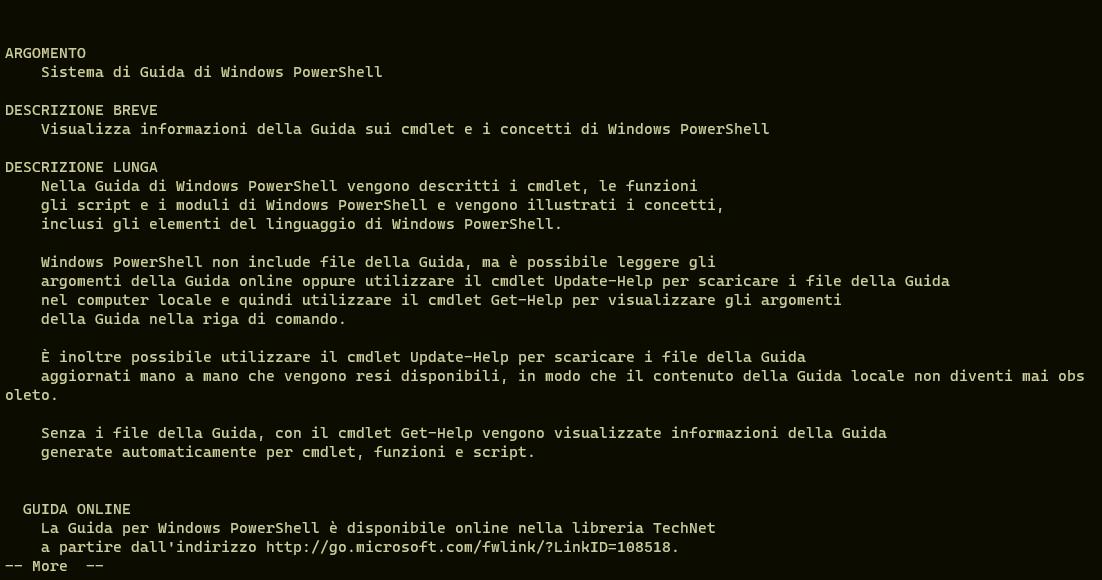 ARGOMENTO
    Sistema di Guida di Windows PowerShell

DESCRIZIONE BREVE
    Visualizza informazioni della Guida sui cmdlet e i concetti di Windows PowerShell

DESCRIZIONE LUNGA
    Nella Guida di Windows PowerShell vengono descritti i cmdlet, le funzioni
    gli script e i moduli di Windows PowerShell e vengono illustrati i concetti,
    inclusi gli elementi del linguaggio di Windows PowerShell.

    Windows PowerShell non include file della Guida, ma è possibile leggere gli
    argomenti della Guida online oppure utilizzare il cmdlet Update-Help per scaricare i file della Guida
    nel computer locale e quindi utilizzare il cmdlet Get-Help per visualizzare gli argomenti
    della Guida nella riga di comando.

    È inoltre possibile utilizzare il cmdlet Update-Help per scaricare i file della Guida
    aggiornati mano a mano che vengono resi disponibili, in modo che il contenuto della Guida locale non diventi mai obs
oleto.

    Senza i file della Guida, con il cmdlet Get-Help vengono visualizzate informazioni della Guida
    generate automaticamente per cmdlet, funzioni e script.


  GUIDA ONLINE
    La Guida per Windows PowerShell è disponibile online nella libreria TechNet
    a partire dall'indirizzo http://go.microsoft.com/fwlink/?LinkID=108518.
-- More  --